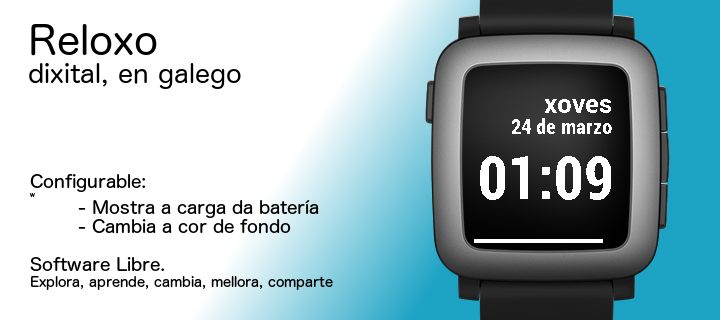 Reloxo
dixital, en galego
Configurable:
"
- Mostra a carga da batería
- Cambia a cor de fondo
Software Libre.
Explora, aprende, cambia, mellora, comparte
xoves
24 de marzo
01:09